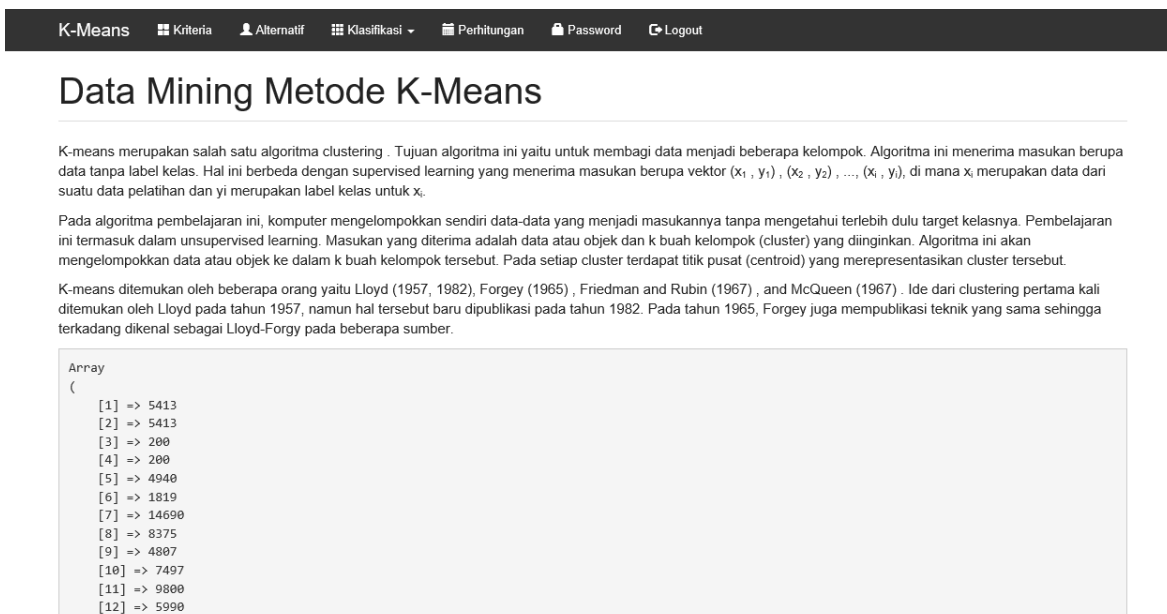 K-Means Kriteria Alternatif Klasifikasi Perhitungan Password Logout
Data Mining Metode K-Means
K-means merupakan salah satu algoritma clustering . Tujuan algoritma ini yaitu untuk membagi data menjadi beberapa kelompok. Algoritma ini menerima masukan berupa
data tanpa label kelas. Hal ini berbeda dengan supervised learning yang menerima masukan berupa vektor (x₁ , y₁) , (x₂ , y₂) , ..., (xᵢ , yᵢ), di mana xᵢ merupakan data dari
suatu data pelatihan dan yi merupakan label kelas untuk xᵢ.
Pada algoritma pembelajaran ini, komputer mengelompokkan sendiri data-data yang menjadi masukannya tanpa mengetahui terlebih dulu target kelasnya. Pembelajaran
ini termasuk dalam unsupervised learning. Masukan yang diterima adalah data atau objek dan k buah kelompok (cluster) yang diinginkan. Algoritma ini akan
mengelompokkan data atau objek ke dalam k buah kelompok tersebut. Pada setiap cluster terdapat titik pusat (centroid) yang merepresentasikan cluster tersebut.
K-means ditemukan oleh beberapa orang yaitu Lloyd (1957, 1982), Forgey (1965) , Friedman and Rubin (1967) , and McQueen (1967) . Ide dari clustering pertama kali
ditemukan oleh Lloyd pada tahun 1957, namun hal tersebut baru dipublikasi pada tahun 1982. Pada tahun 1965, Forgey juga mempublikasi teknik yang sama sehingga
terkadang dikenal sebagai Lloyd-Forgy pada beberapa sumber.
Array
(
[1] => 5413
[2] => 5413
[3] => 200
[4] => 200
[5] => 4940
[6] => 1819
[7] => 14690
[8] => 8375
[9] => 4807
[10] => 7497
[11] => 9800
[12] => 5990